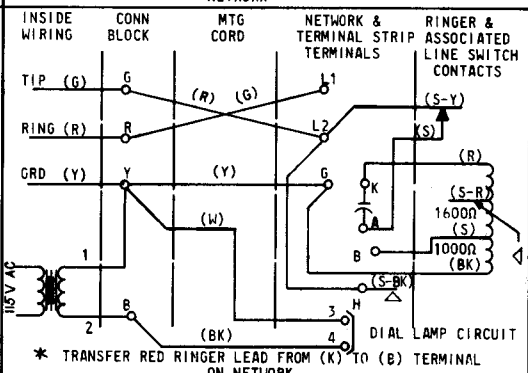 NETWORK
INSIDE WIRING
CONN BLOCK
MTG CORD
NETWORK & TERMINAL STRIP TERMINALS
RINGER & ASSOCIATED LINE SWITCH CONTACTS
TIP (G) G (R) (G) L1
(S-Y)
RING (R) R L2 (S)
(R)
GRD (Y) Y (Y) G K
(S-R)
1600Ω
(W) A (S)
1000Ω
B (BK)
1
115 V AC
(S-BK)
H
B 3
2 (BK) 4 DIAL LAMP CIRCUIT
* TRANSFER RED RINGER LEAD FROM (K) TO (B) TERMINAL
ON NETWORK